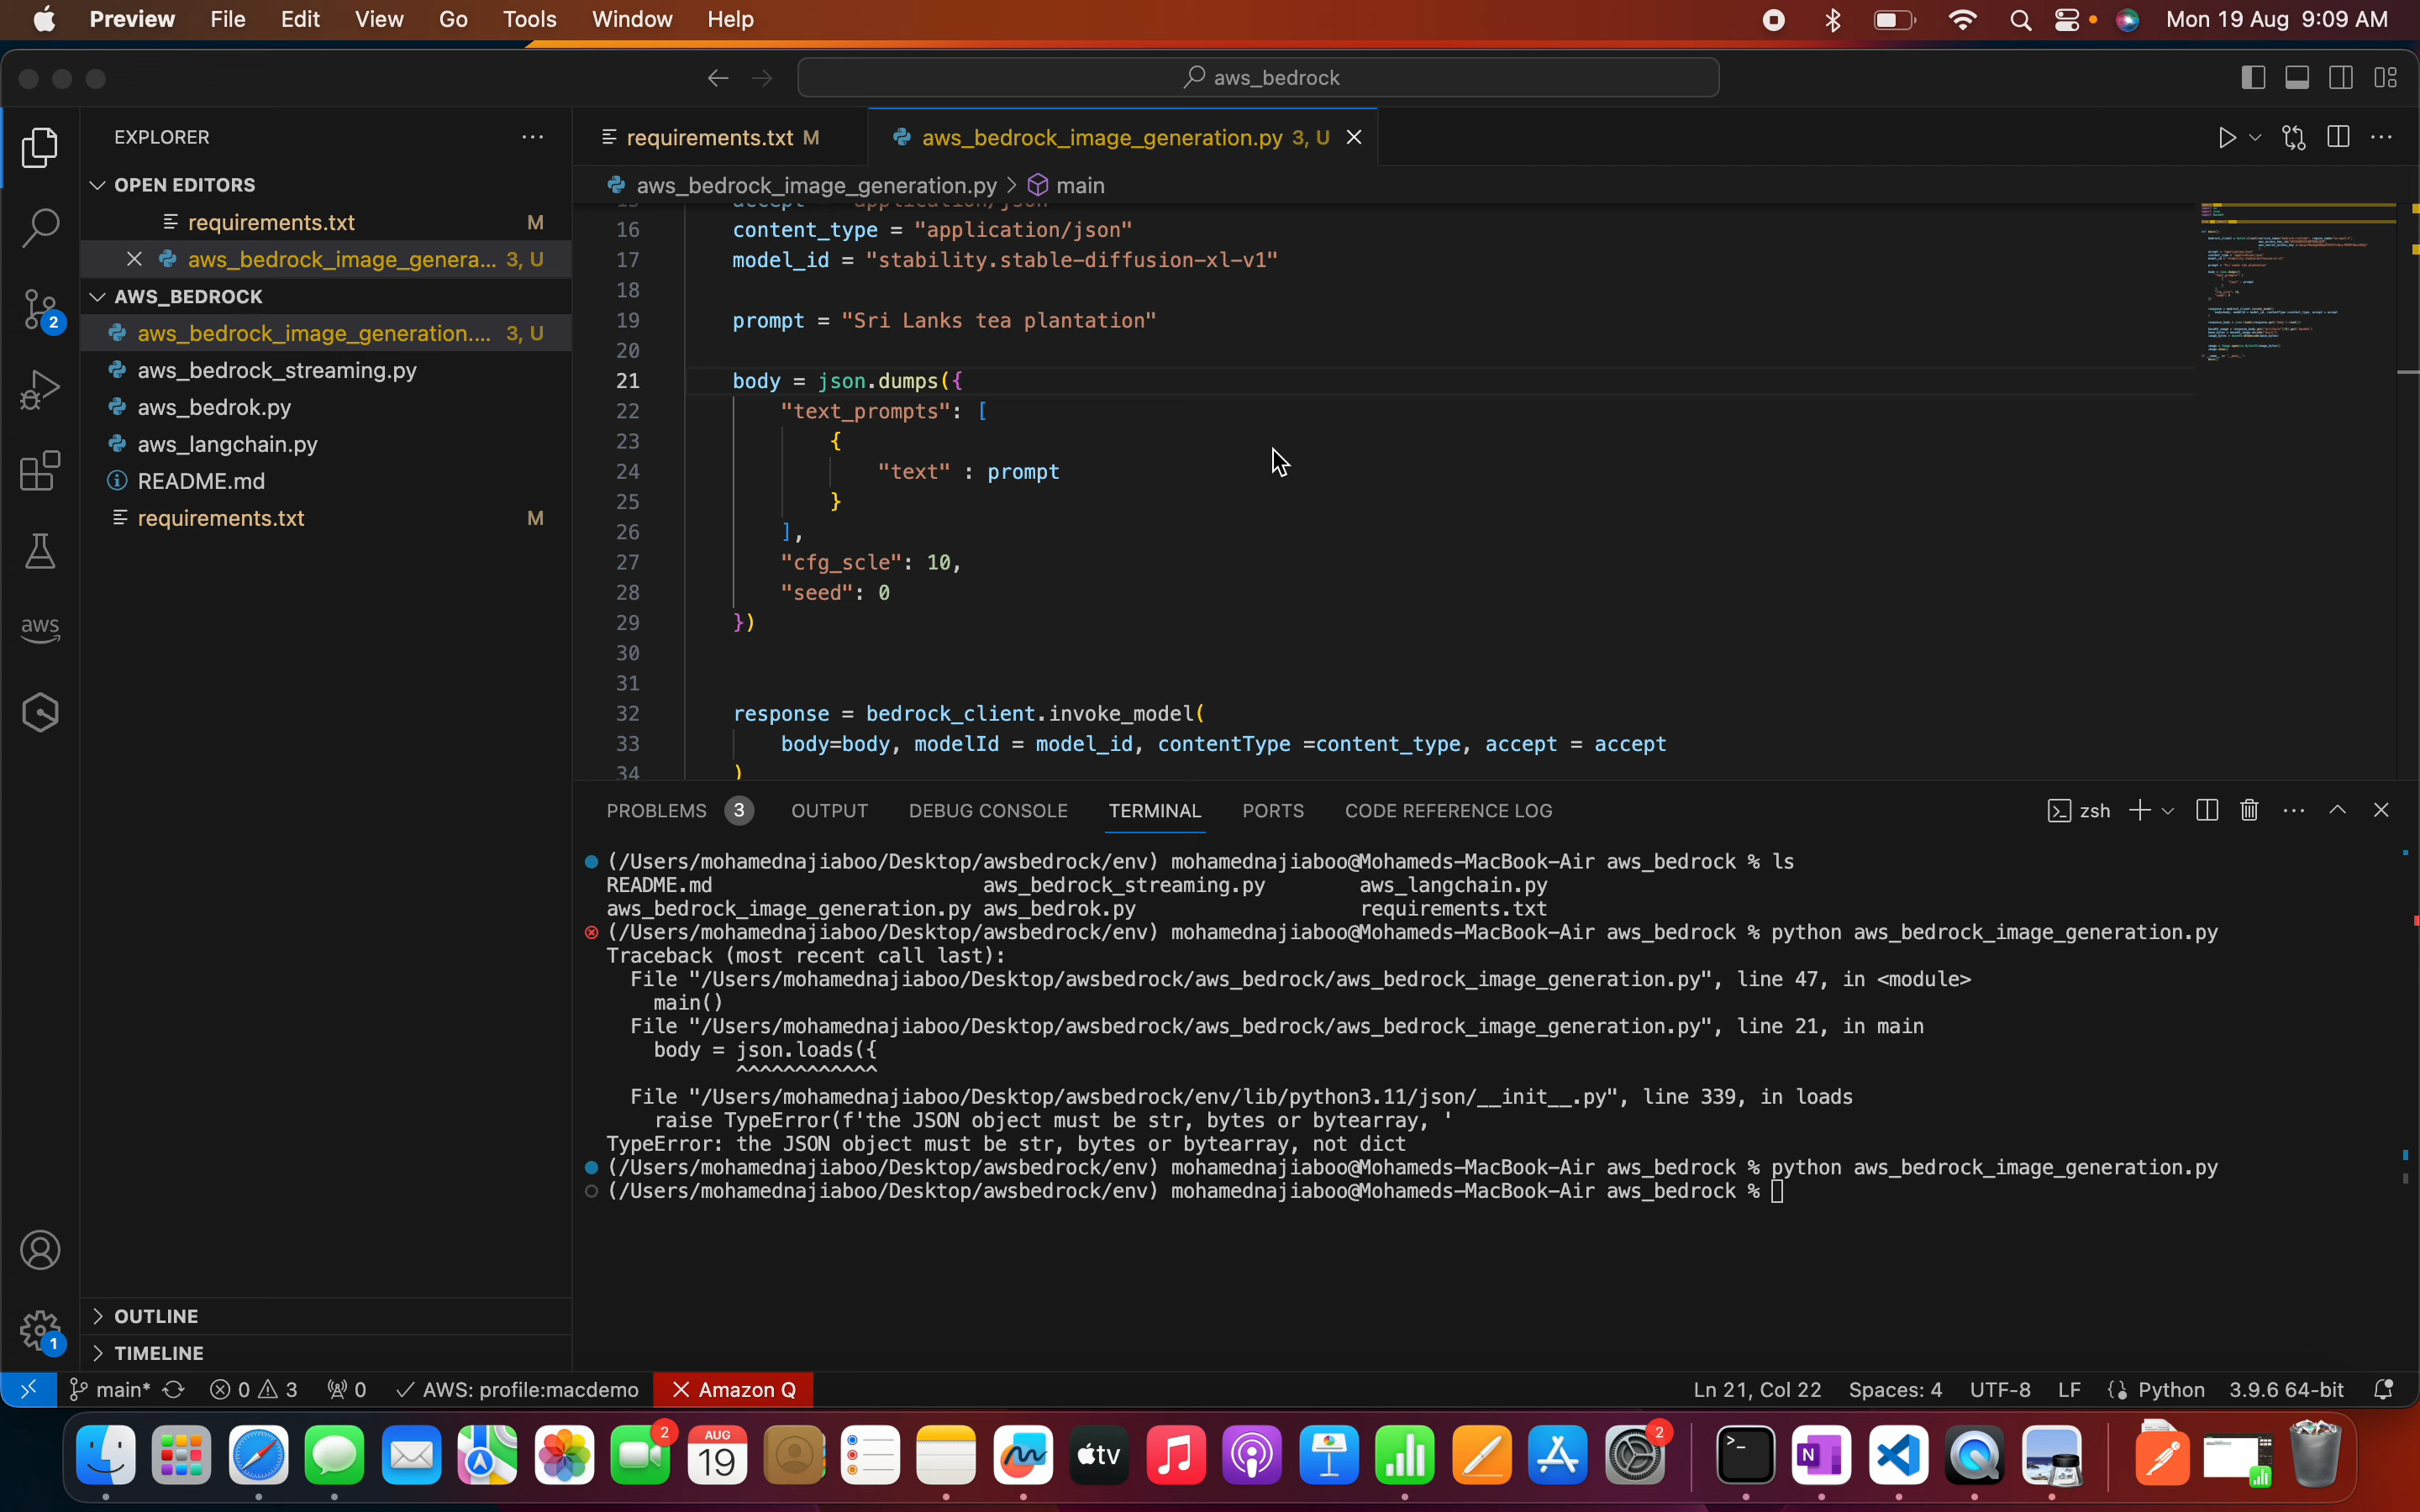 Preview File Edit View Go Tools Window Help Mon 19 Aug 9:09 AM
aws_bedrock
EXPLORER
requirements.txt M aws_bedrock_image_generation.py 3, U
OPEN EDITORS
aws_bedrock_image_generation.py > main
requirements.txt M
aws_bedrock_image_genera... 3, U
AWS_BEDROCK
aws_bedrock_image_generation.... 3, U
aws_bedrock_streaming.py
aws_bedrok.py
aws_langchain.py
README.md
requirements.txt M
16 content_type = "application/json"
17 model_id = "stability.stable-diffusion-xl-v1"
18
19 prompt = "Sri Lanks tea plantation"
20
21 body = json.dumps({
22 "text_prompts": [
23 {
24 "text" : prompt
25 }
26 ],
27 "cfg_scle": 10,
28 "seed": 0
29 })
30
31
32 response = bedrock_client.invoke_model(
33 body=body, modelId = model_id, contentType =content_type, accept = accept
34 )
aws
PROBLEMS 3 OUTPUT DEBUG CONSOLE TERMINAL PORTS CODE REFERENCE LOG zsh
(/Users/mohamednajiaboo/Desktop/awsbedrock/env) mohamednajiaboo@Mohameds-MacBook-Air aws_bedrock % ls
README.md aws_bedrock_streaming.py aws_langchain.py
aws_bedrock_image_generation.py aws_bedrok.py requirements.txt
(/Users/mohamednajiaboo/Desktop/awsbedrock/env) mohamednajiaboo@Mohameds-MacBook-Air aws_bedrock % python aws_bedrock_image_generation.py
Traceback (most recent call last):
File "/Users/mohamednajiaboo/Desktop/awsbedrock/aws_bedrock/aws_bedrock_image_generation.py", line 47, in <module>
main()
File "/Users/mohamednajiaboo/Desktop/awsbedrock/aws_bedrock/aws_bedrock_image_generation.py", line 21, in main
body = json.loads({
^^^^^^^^^^^^
File "/Users/mohamednajiaboo/Desktop/awsbedrock/env/lib/python3.11/json/__init__.py", line 339, in loads
raise TypeError(f'the JSON object must be str, bytes or bytearray, '
TypeError: the JSON object must be str, bytes or bytearray, not dict
(/Users/mohamednajiaboo/Desktop/awsbedrock/env) mohamednajiaboo@Mohameds-MacBook-Air aws_bedrock % python aws_bedrock_image_generation.py
(/Users/mohamednajiaboo/Desktop/awsbedrock/env) mohamednajiaboo@Mohameds-MacBook-Air aws_bedrock %
2
1
OUTLINE
TIMELINE
main* 0 3 0 AWS: profile:macdemo Amazon Q Ln 21, Col 22 Spaces: 4 UTF-8 LF Python 3.9.6 64-bit
2 AUG 19 tv 2 N